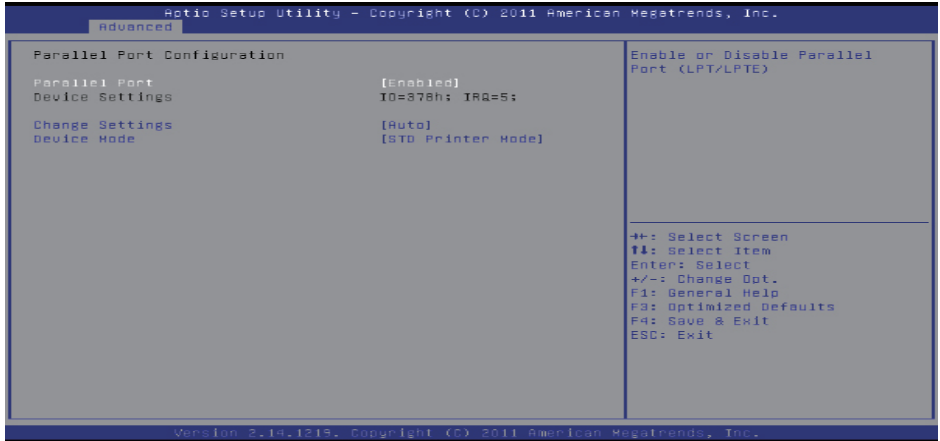 Aptio Setup Utility - Copyright (C) 2011 American Megatrends, Inc.
Advanced
Parallel Port Configuration
Parallel Port [Enabled]
Device Settings IO=378h; IRQ=5;
Change Settings [Auto]
Device Mode [STD Printer Mode]
Enable or Disable Parallel
Port (LPT/LPTE)
→←: Select Screen
↑↓: Select Item
Enter: Select
+/-: Change Opt.
F1: General Help
F3: Optimized Defaults
F4: Save & Exit
ESC: Exit
Version 2.14.1219. Copyright (C) 2011 American Megatrends, Inc.